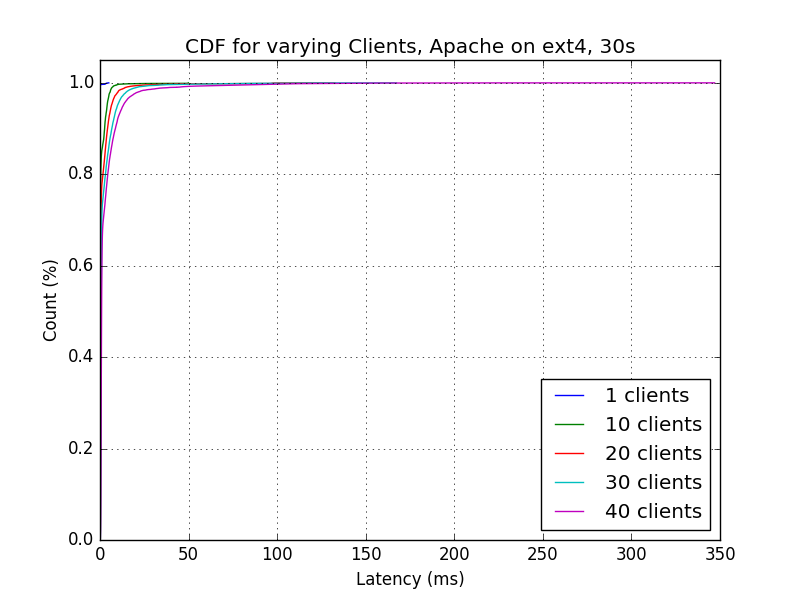 CDF for varying Clients, Apache on ext4, 30s
1.0
0.8
0.6
0.4
0.2
0.0
Count (%)
1 clients
10 clients
20 clients
30 clients
40 clients
0 50 100 150 200 250 300 350
Latency (ms)